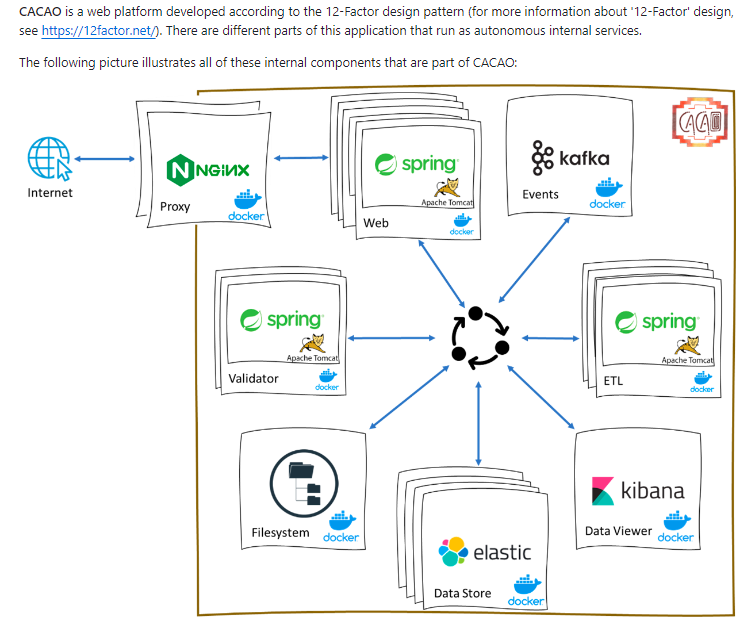 CACAO is a web platform developed according to the 12-Factor design pattern (for more information about '12-Factor' design,
see https://12factor.net/). There are different parts of this application that run as autonomous internal services.
The following picture illustrates all of these internal components that are part of CACAO:
CACAO
Internet
NGINX
Proxy
docker
spring
Apache Tomcat
Web
docker
kafka
Events
docker
spring
Apache Tomcat
Validator
docker
spring
Apache Tomcat
ETL
docker
Filesystem
docker
elastic
Data Store
docker
kibana
Data Viewer
docker